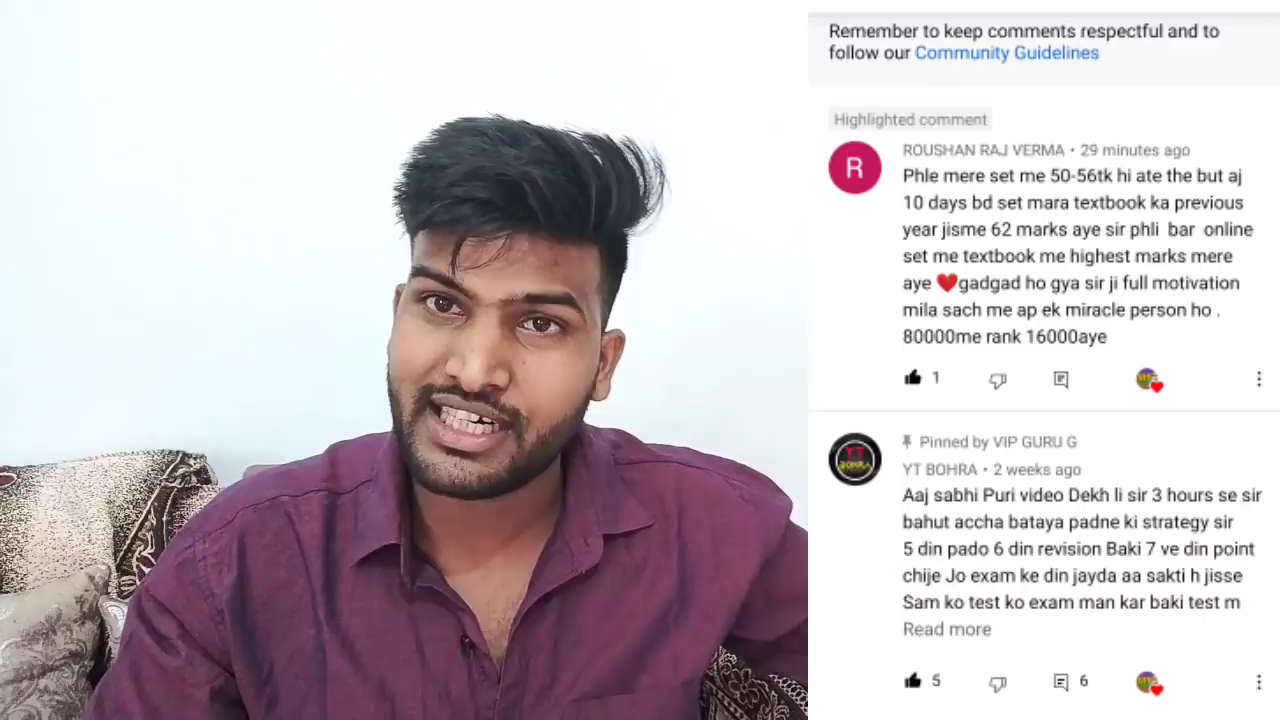 Remember to keep comments respectful and to
follow our Community Guidelines
Highlighted comment
R
ROUSHAN RAJ VERMA • 29 minutes ago
Phle mere set me 50-56tk hi ate the but aj
10 days bd set mara textbook ka previous
year jisme 62 marks aye sir phli bar online
set me textbook me highest marks mere
aye ❤️gadgad ho gya sir ji full motivation
mila sach me ap ek miracle person ho .
80000me rank 16000aye
1
Pinned by VIP GURU G
YT BOHRA • 2 weeks ago
YT
BOHRA
Aaj sabhi Puri video Dekh li sir 3 hours se sir
bahut accha bataya padne ki strategy sir
5 din pado 6 din revision Baki 7 ve din point
chije Jo exam ke din jayda aa sakti h jisse
Sam ko test ko exam man kar baki test m
Read more
5
6